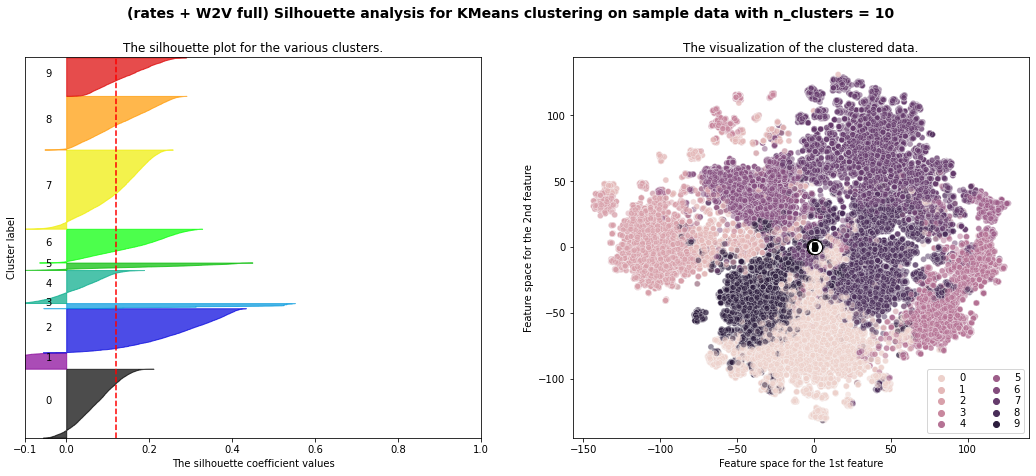 (rates + W2V full) Silhouette analysis for KMeans clustering on sample data with n_clusters = 10
The silhouette plot for the various clusters.
Cluster label
9
8
7
6
5
4
3
2
1
0
−0.1 0.0 0.2 0.4 0.6 0.8 1.0
The silhouette coefficient values
The visualization of the clustered data.
Feature space for the 2nd feature
100
50
0
−50
−100
−150 −100 −50 0 50 100
Feature space for the 1st feature
0 5
1 6
2 7
3 8
4 9